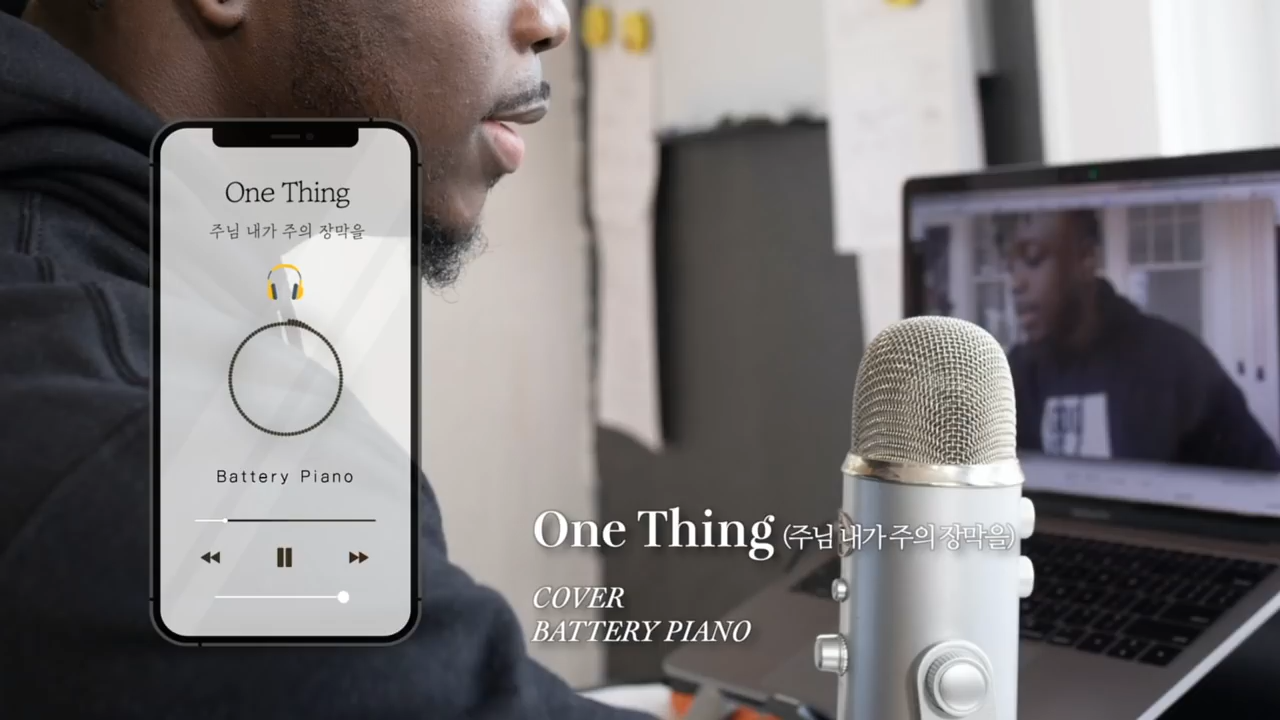 One Thing
주님 내가 주의 장막을
Battery Piano
One Thing (주님 내가 주의 장막을)
COVER
BATTERY PIANO